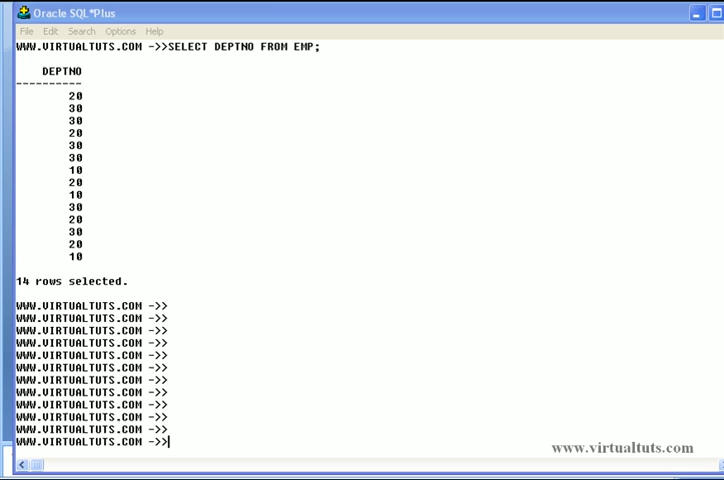 Oracle SQL*Plus
File Edit Search Options Help
WWW.VIRTUALTUTS.COM ->>SELECT DEPTNO FROM EMP;
DEPTNO
----------
20
30
30
20
30
30
10
20
10
30
20
30
20
10
14 rows selected.
WWW.VIRTUALTUTS.COM ->>
WWW.VIRTUALTUTS.COM ->>
WWW.VIRTUALTUTS.COM ->>
WWW.VIRTUALTUTS.COM ->>
WWW.VIRTUALTUTS.COM ->>
WWW.VIRTUALTUTS.COM ->>
WWW.VIRTUALTUTS.COM ->>
WWW.VIRTUALTUTS.COM ->>
WWW.VIRTUALTUTS.COM ->>
WWW.VIRTUALTUTS.COM ->>
WWW.VIRTUALTUTS.COM ->>
WWW.VIRTUALTUTS.COM ->>
www.virtualtuts.com